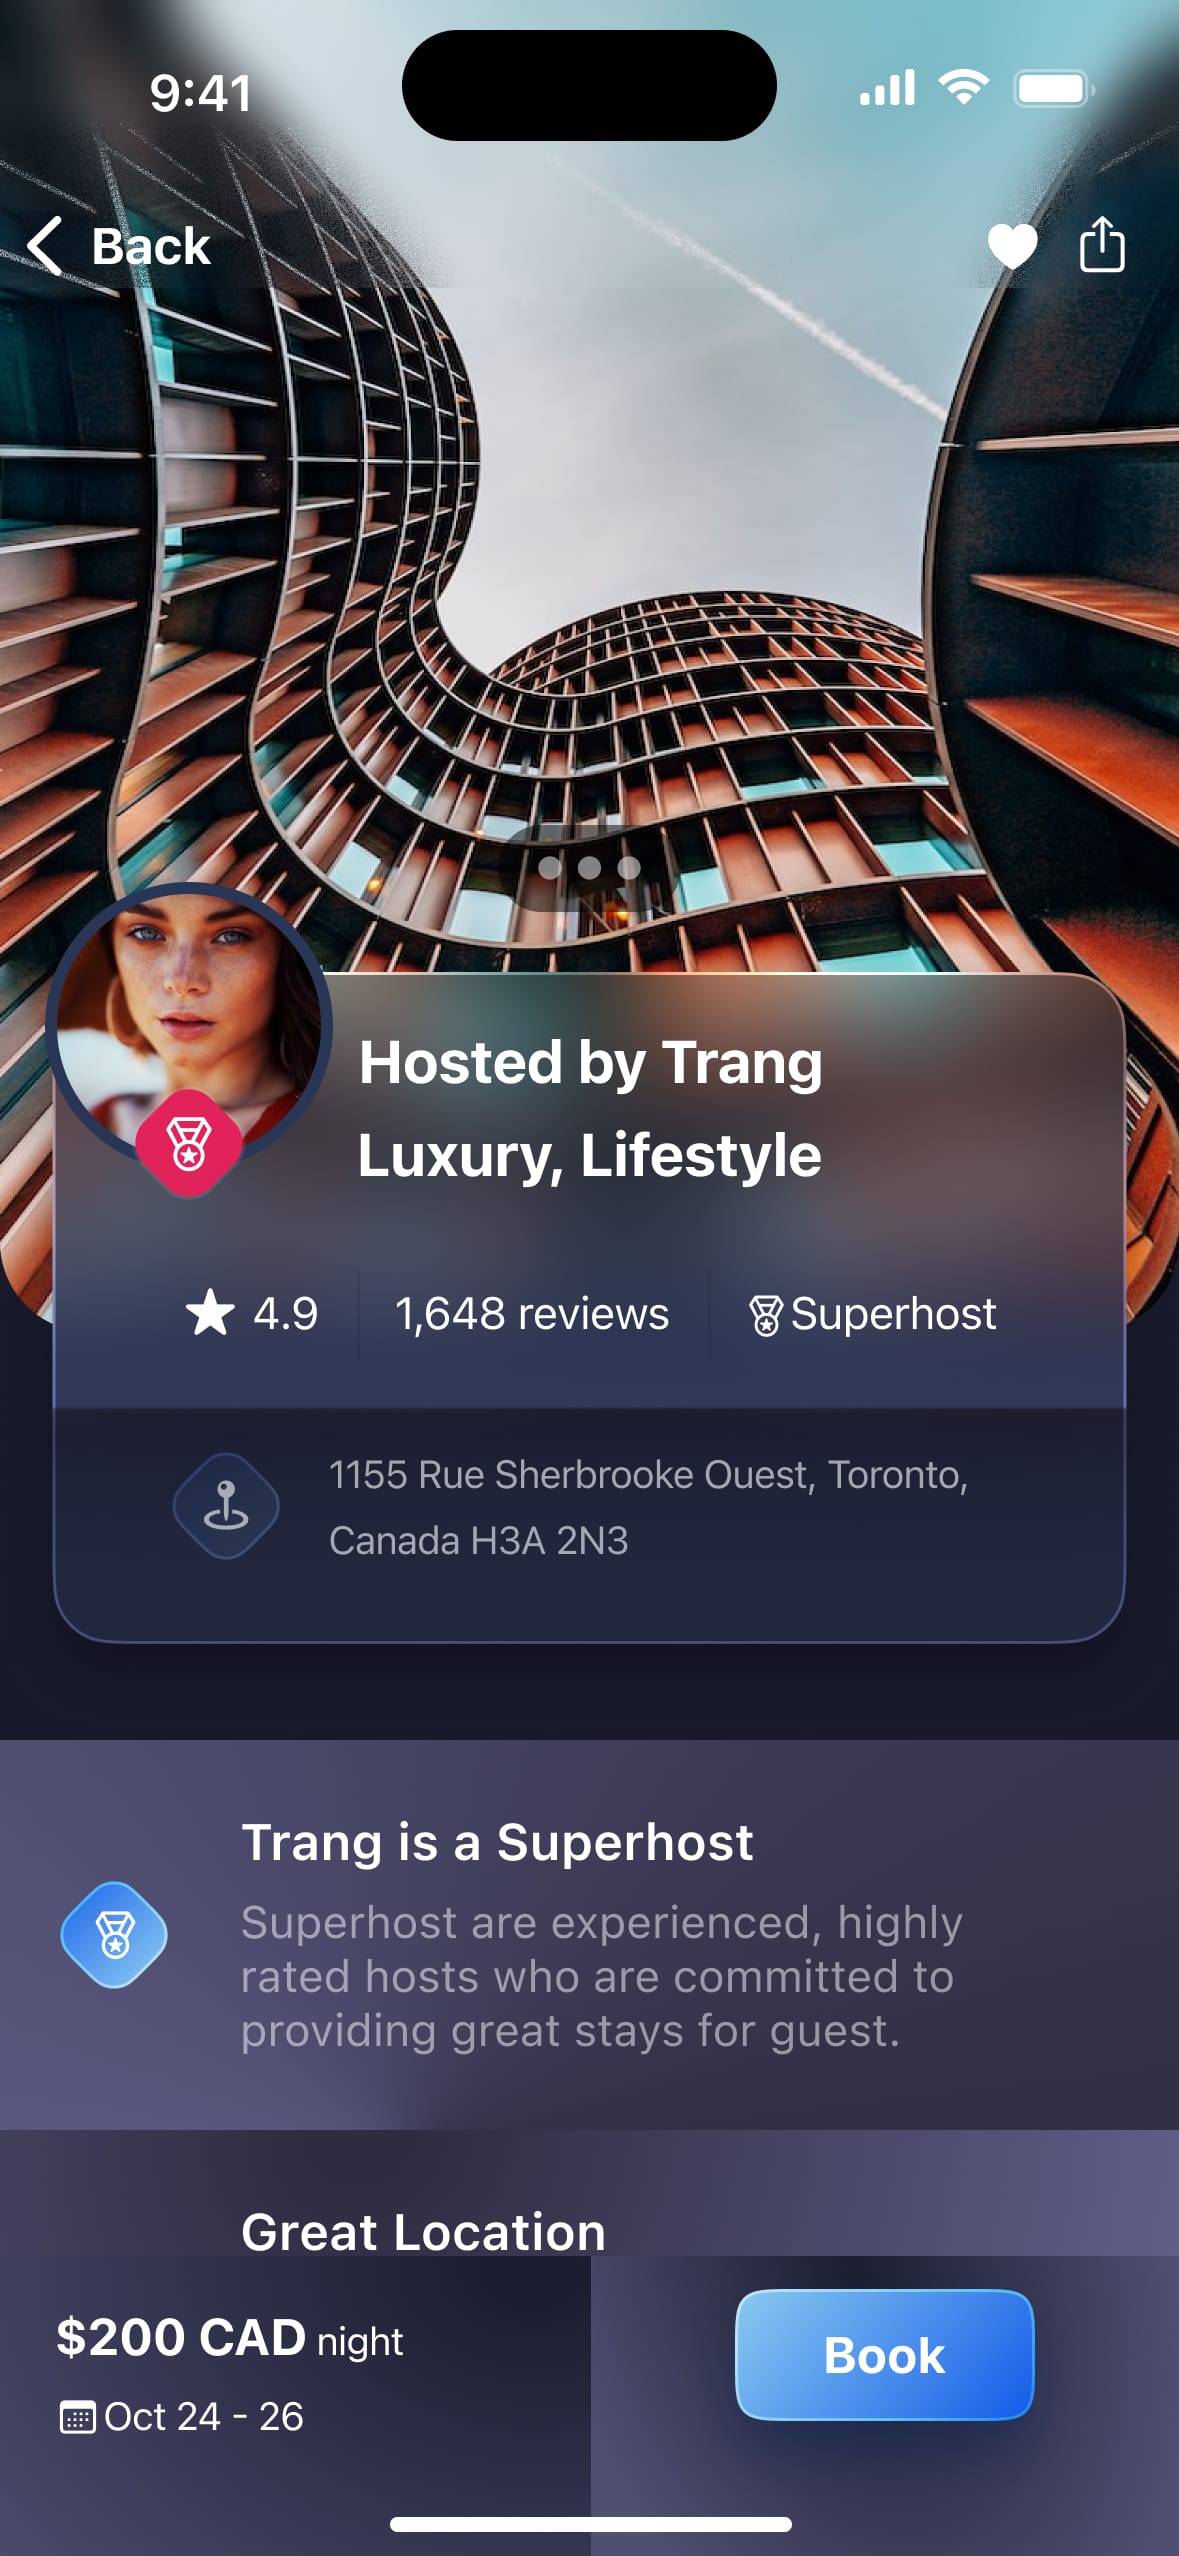 9:41
Back
Hosted by Trang
Luxury, Lifestyle
4.9
1,648 reviews
Superhost
1155 Rue Sherbrooke Ouest, Toronto,
Canada H3A 2N3
Trang is a Superhost
Superhost are experienced, highly
rated hosts who are committed to
providing great stays for guest.
Great Location
$200 CAD night
Oct 24 - 26
Book